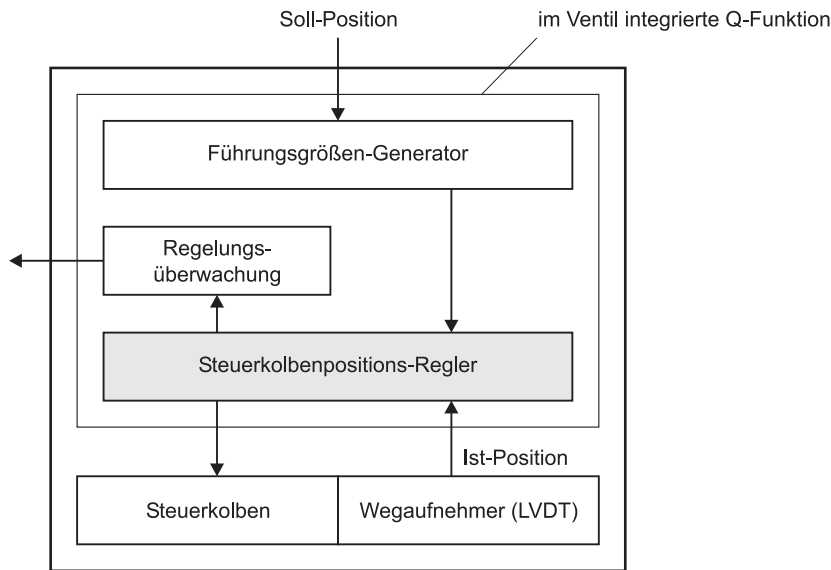 Soll-Position
im Ventil integrierte Q-Funktion
Führungsgrößen-Generator
Regelungs-
überwachung
Steuerkolbenpositions-Regler
Ist-Position
Steuerkolben
Wegaufnehmer (LVDT)